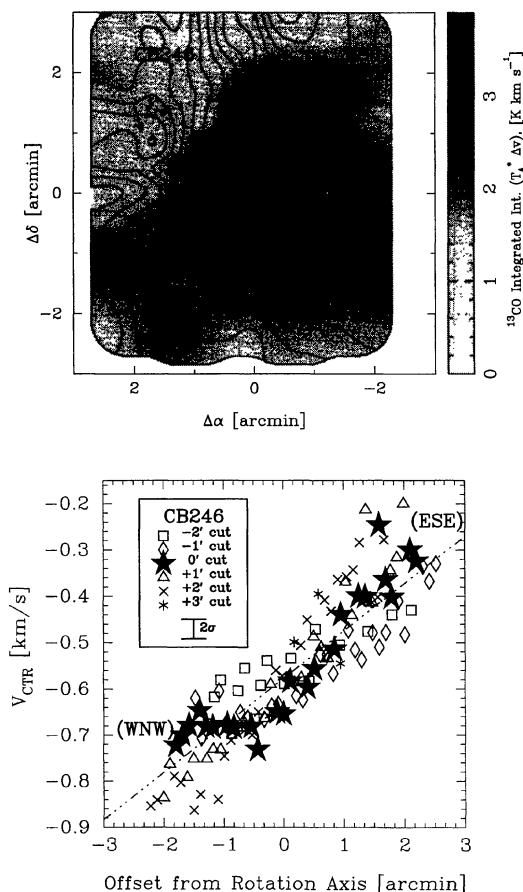 2
0
-2
Δδ [arcmin]
2
0
-2
Δα [arcmin]
0
1
2
3
¹³CO Integrated Int. (T_A* Δv), [K km s⁻¹]
-0.2
-0.3
-0.4
-0.5
-0.6
-0.7
-0.8
-0.9
V_CTR [km/s]
CB246
-2' cut
-1' cut
0' cut
+1' cut
+2' cut
+3' cut
2σ
(ESE)
(WNW)
-3
-2
-1
0
1
2
3
Offset from Rotation Axis [arcmin]